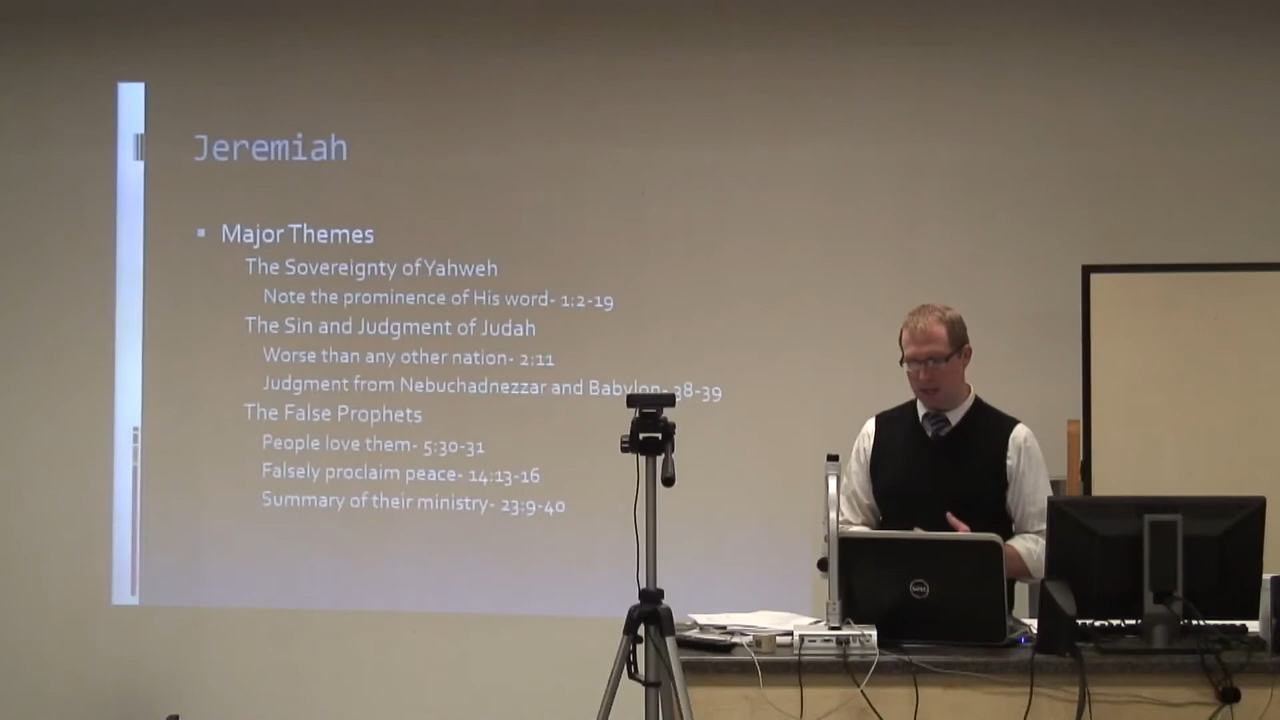 Jeremiah
▪ Major Themes
The Sovereignty of Yahweh
Note the prominence of His word- 1:2-19
The Sin and Judgment of Judah
Worse than any other nation- 2:11
Judgment from Nebuchadnezzar and Babylon- 38-39
The False Prophets
People love them- 5:30-31
Falsely proclaim peace- 14:13-16
Summary of their ministry- 23:9-40
DELL